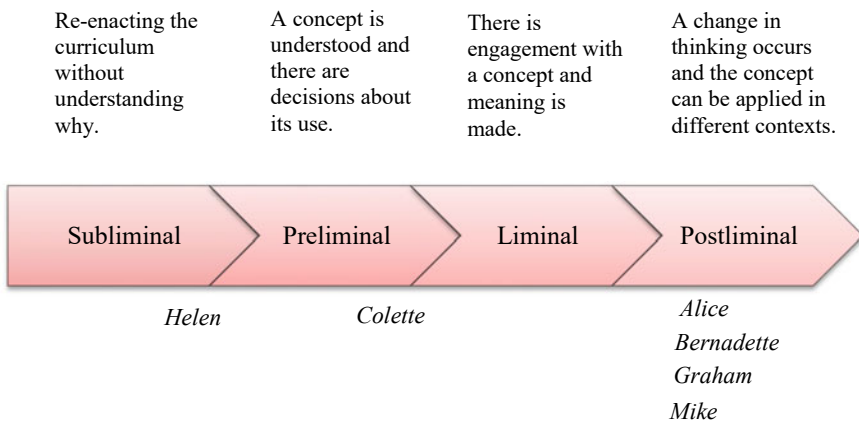 Re-enacting the
curriculum
without
understanding
why.
A concept is
understood and
there are
decisions about
its use.
There is
engagement with
a concept and
meaning is
made.
A change in
thinking occurs
and the concept
can be applied in
different contexts.
Subliminal
Preliminal
Liminal
Postliminal
Helen
Colette
Alice
Bernadette
Graham
Mike